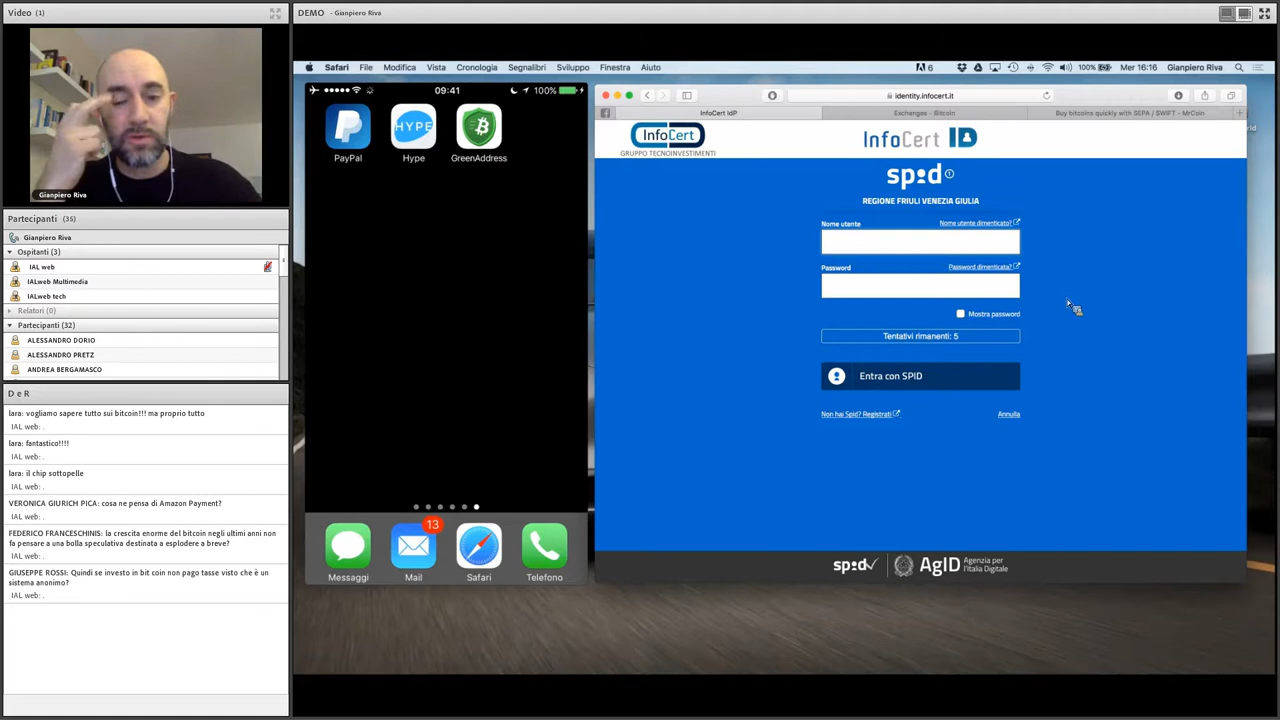 Video (1)
Gianpiero Riva
Partecipanti (35)
Gianpiero Riva
Ospitanti (3)
IAL web
IALweb Multimedia
IALweb tech
Relatori (0)
Partecipanti (32)
ALESSANDRO DORIO
ALESSANDRO PRETZ
ANDREA BERGAMASCO
D e R
lara: vogliamo sapere tutto sui bitcoin!!! ma proprio tutto
IAL web: .
lara: fantastico!!!!
IAL web: .
lara: il chip sottopelle
IAL web: .
VERONICA GIURICH PICA: cosa ne pensa di Amazon Payment?
IAL web: .
FEDERICO FRANCESCHINIS: la crescita enorme del bitcoin negli ultimi anni non
fa pensare a una bolla speculativa destinata a esplodere a breve?
IAL web: .
GIUSEPPE ROSSI: Quindi se investo in bit coin non pago tasse visto che è un
sistema anonimo?
IAL web: .
DEMO - Gianpiero Riva
Safari File Modifica Vista Cronologia Segnalibri Sviluppo Finestra Aiuto 6 100% Mer 16:16 Gianpiero Riva
09:41 100%
PayPal Hype GreenAddress
HYPE
13
Messaggi Mail Safari Telefono
identity.infocert.it
InfoCert IdP Exchanges - Bitcoin Buy bitcoins quickly with SEPA / SWIFT - MrCoin
InfoCert
GRUPPO TECNOINVESTIMENTI
InfoCert ID
spid 1
REGIONE FRIULI VENEZIA GIULIA
Nome utente Nome utente dimenticato?
Password Password dimenticata?
Mostra password
Tentativi rimanenti: 5
Entra con SPID
Non hai Spid? Registrati Annulla
spid AgID Agenzia per
l'Italia Digitale